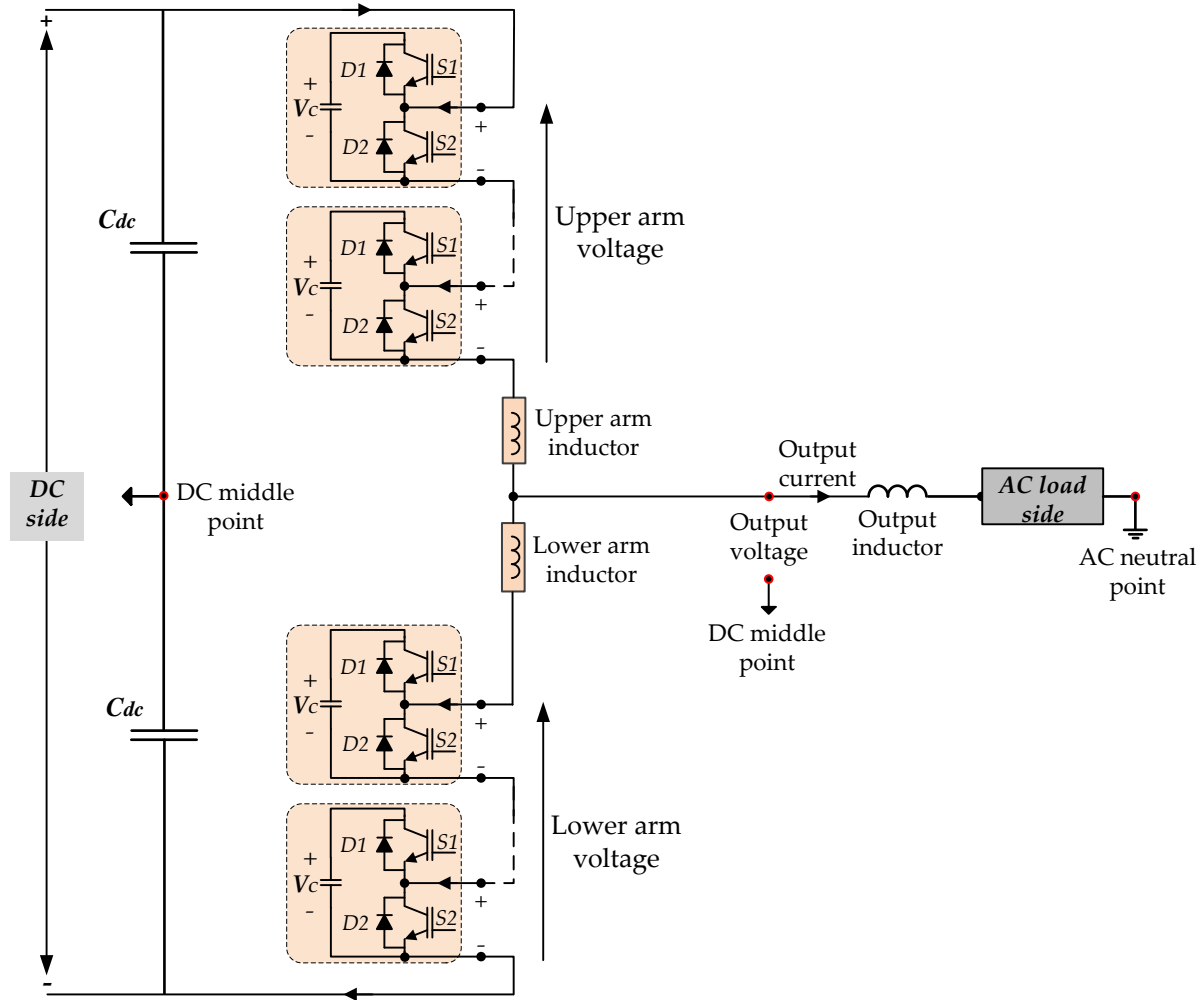 +
D1
S1
+
Vc
-
+
D2
S2
-
Upper arm
voltage
Cdc
D1
S1
+
Vc
-
+
D2
S2
-
Upper arm
inductor
DC
side
DC middle
point
Output
current
AC load
side
Output
voltage
Output
inductor
AC neutral
point
Lower arm
inductor
DC middle
point
D1
S1
+
Vc
-
+
D2
S2
-
Cdc
Lower arm
voltage
D1
S1
+
Vc
-
+
D2
S2
-
-